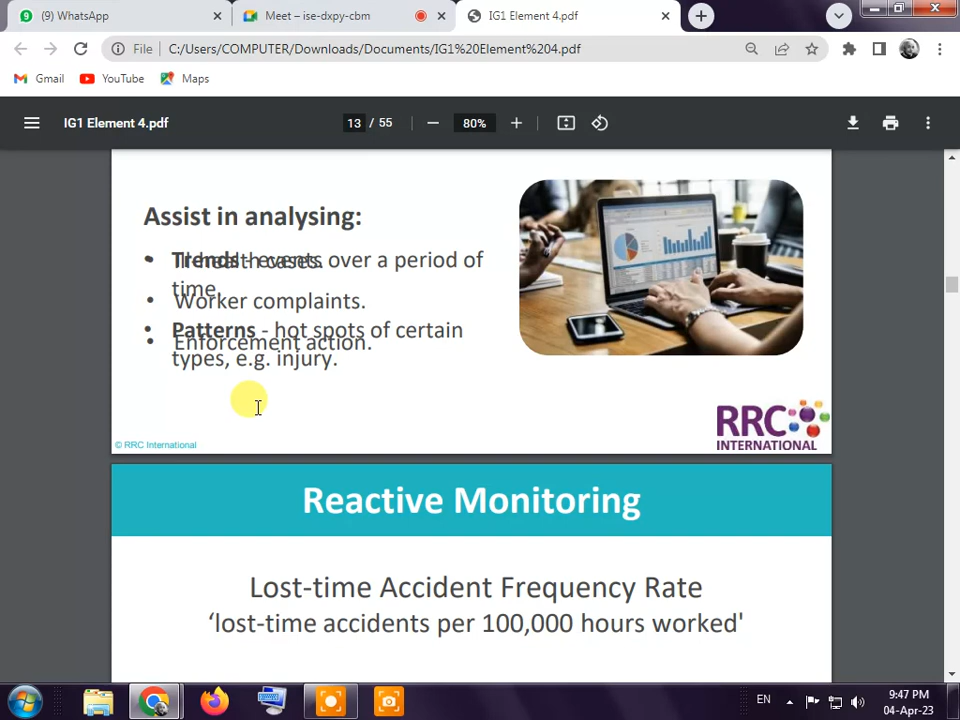 (9) WhatsApp
Meet – ise-dxpy-cbm
IG1 Element 4.pdf
File
C:/Users/COMPUTER/Downloads/Documents/IG1%20Element%204.pdf
Gmail
YouTube
Maps
IG1 Element 4.pdf
13 / 55
80%
Assist in analysing:
• Trends - events over a period of
Ill health cases.
time.
• Worker complaints.
• Patterns - hot spots of certain
• Enforcement action.
types, e.g. injury.
© RRC International
RRC
INTERNATIONAL
Reactive Monitoring
Lost-time Accident Frequency Rate
‘lost-time accidents per 100,000 hours worked'
EN
9:47 PM
04-Apr-23